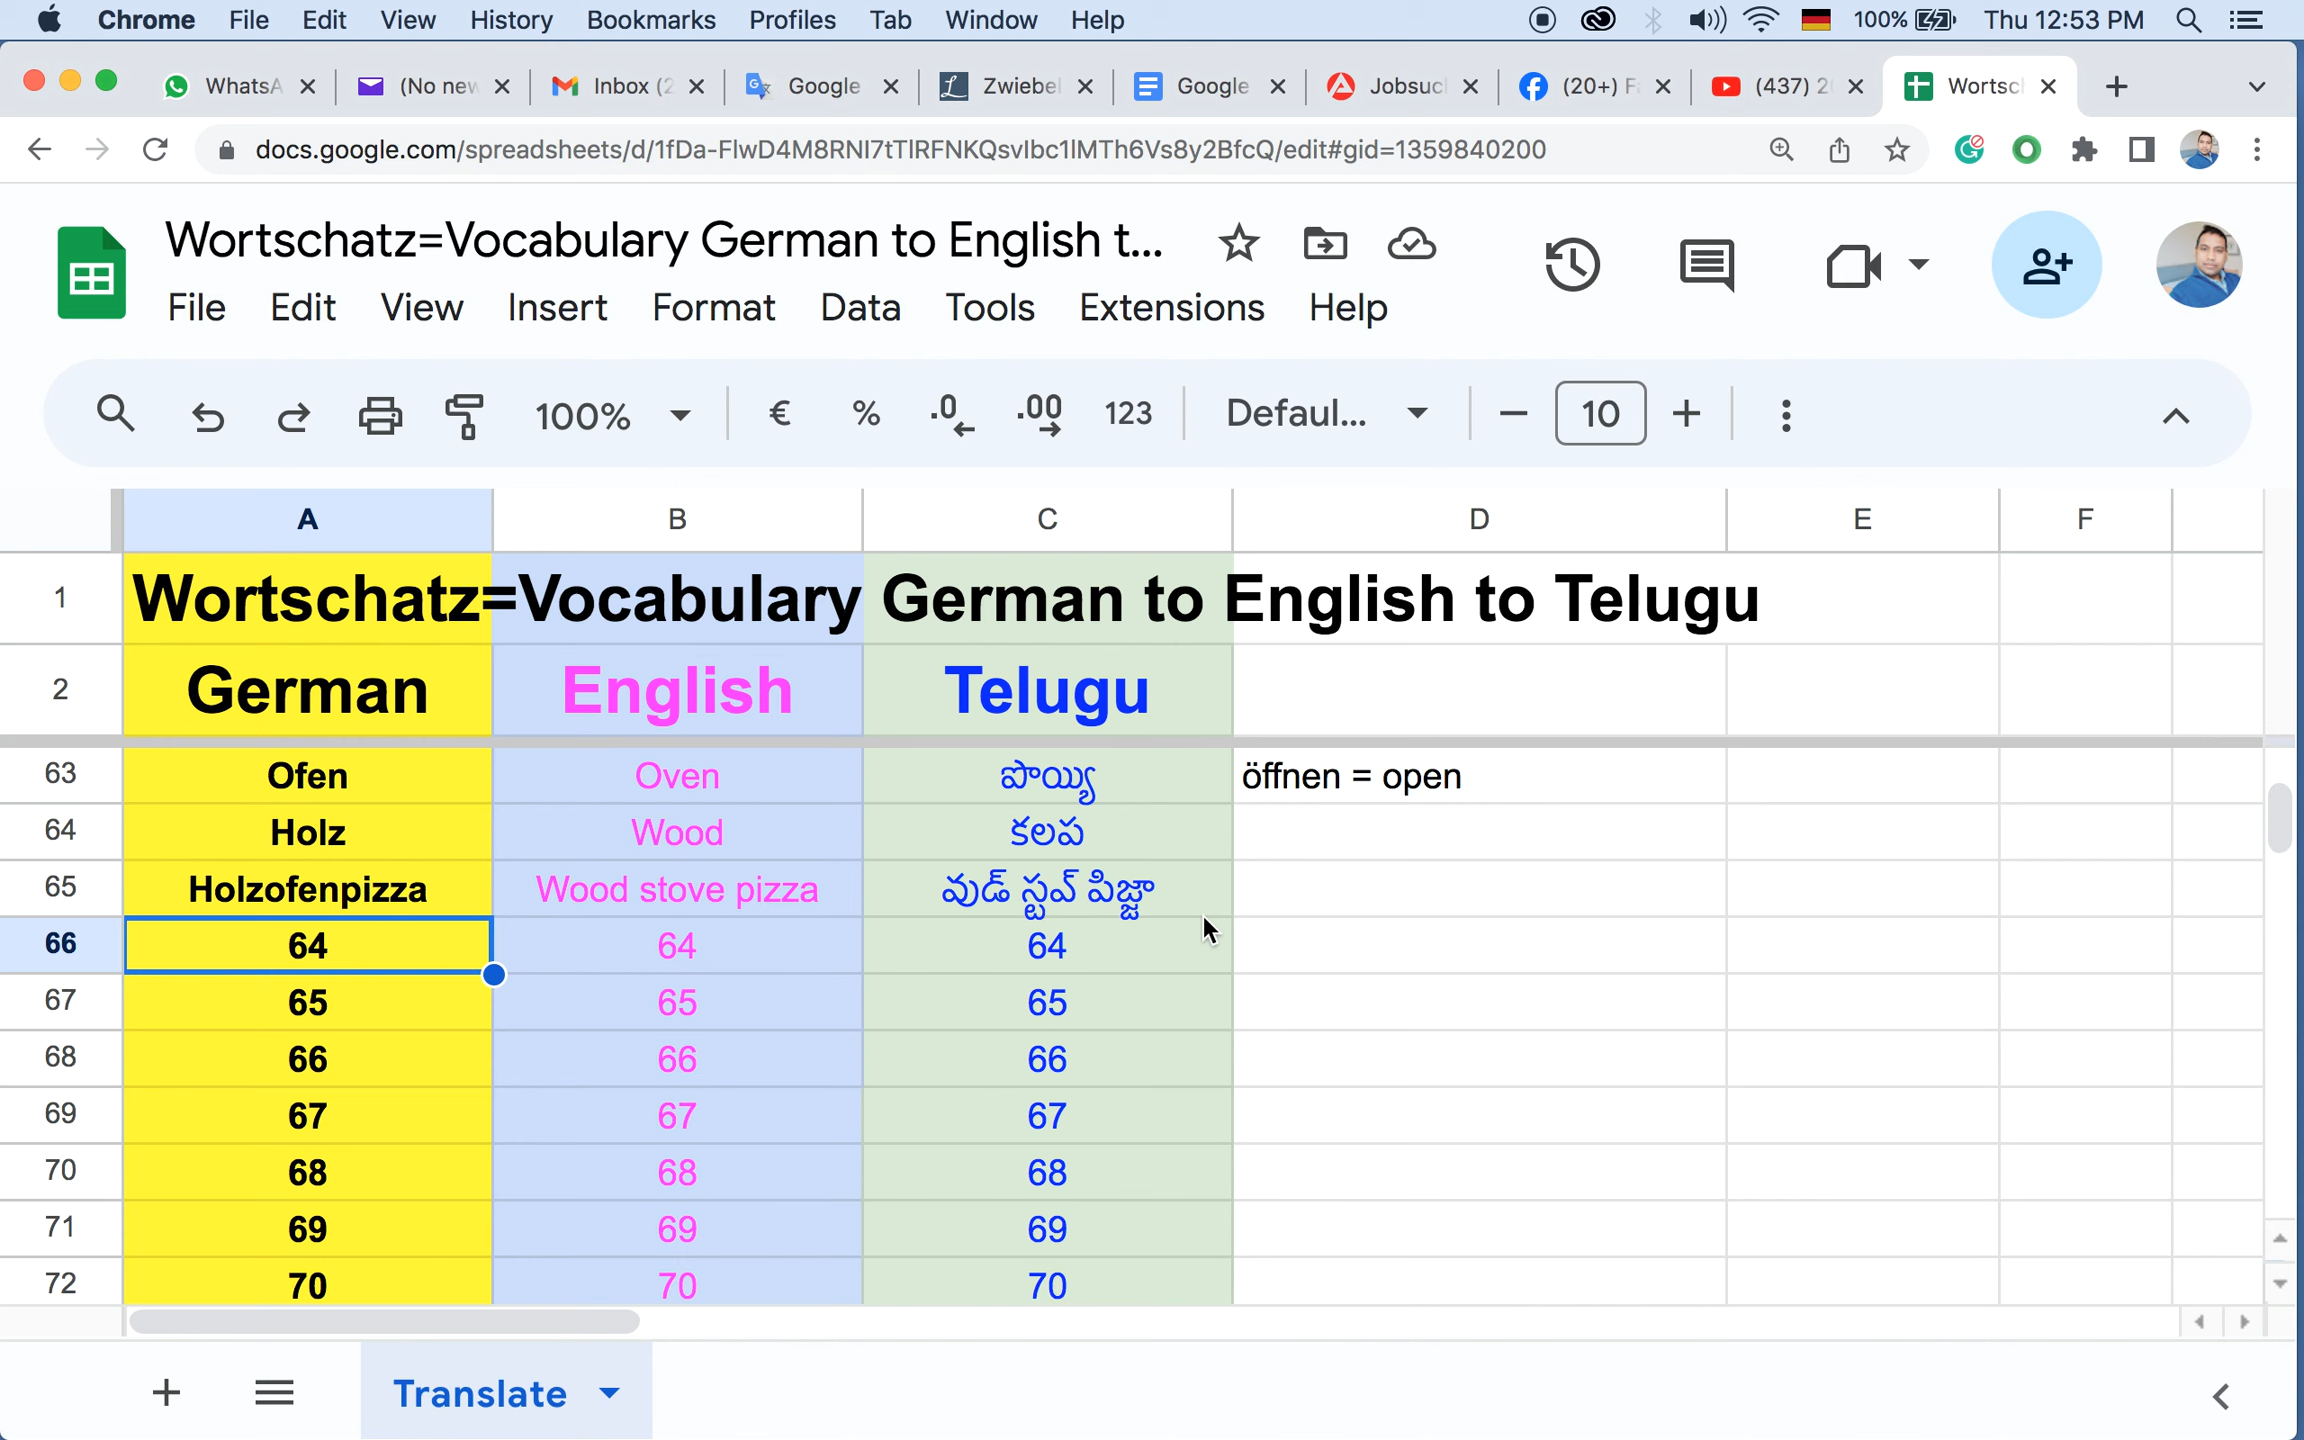 Chrome File Edit View History Bookmarks Profiles Tab Window Help 100% Thu 12:53 PM
WhatsA (No new Inbox (2 Google Zwiebel Google Jobsuc (20+) Fa (437) 2 Wortsc
docs.google.com/spreadsheets/d/1fDa-FlwD4M8RNI7tTlRFNKQsvIbc1lMTh6Vs8y2BfcQ/edit#gid=1359840200
Wortschatz=Vocabulary German to English t...
File Edit View Insert Format Data Tools Extensions Help
100% € % .0 .00 123 Defaul... 10
A B C D E F
1 Wortschatz=Vocabulary German to English to Telugu
2 German English Telugu
63 Ofen Oven పొయ్యి öffnen = open
64 Holz Wood కలప
65 Holzofenpizza Wood stove pizza వుడ్ స్టవ్ పిజ్జా
66 64 64 64
67 65 65 65
68 66 66 66
69 67 67 67
70 68 68 68
71 69 69 69
72 70 70 70
Translate